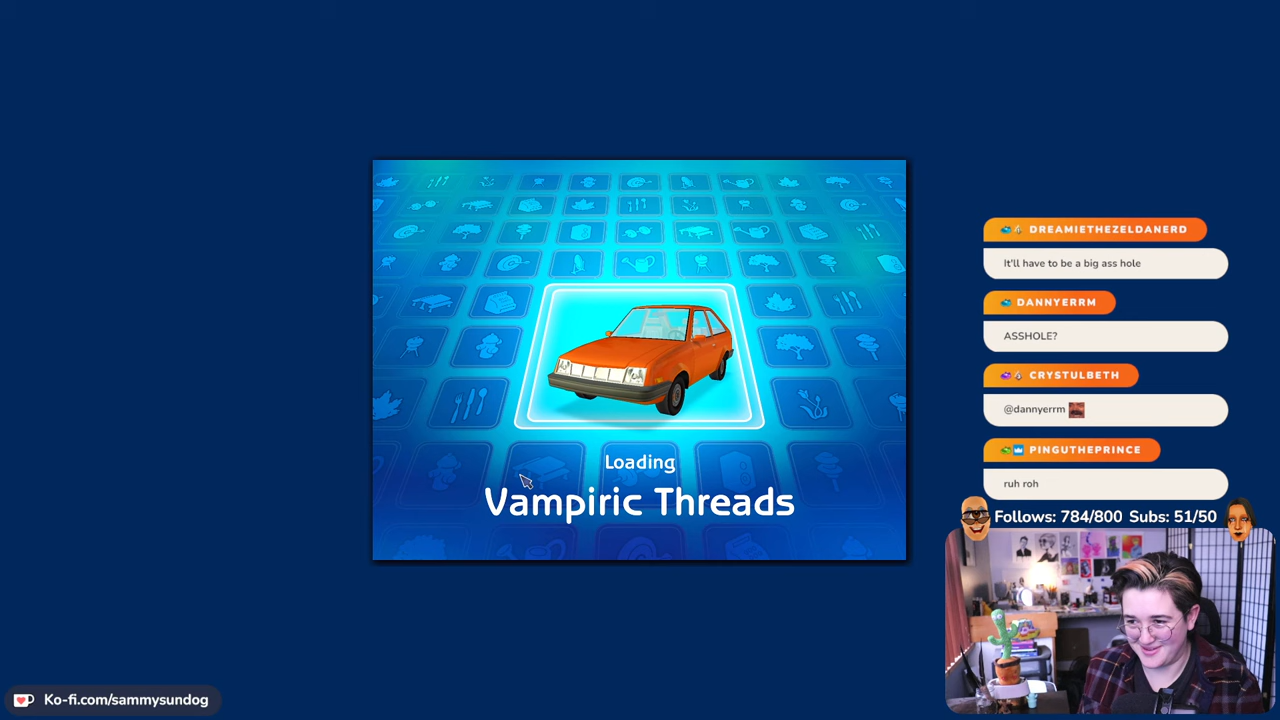 DREAMIETHEZELDANERD
It'll have to be a big ass hole
DANNYERRM
ASSHOLE?
CRYSTULBETH
@dannyerrm
PINGUTHEPRINCE
ruh roh
Loading
Vampiric Threads
Follows: 784/800 Subs: 51/50
Ko-fi.com/sammysundog